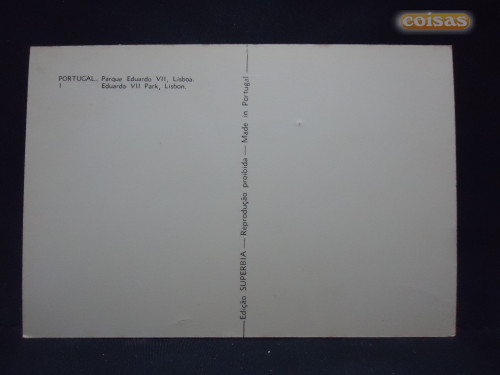 coisas
PORTUGAL. Parque Eduardo VII, Lisboa.
1 Eduardo VII Park, Lisbon.
Edição SUPERBIA — Reprodução proibida — Made in Portugal